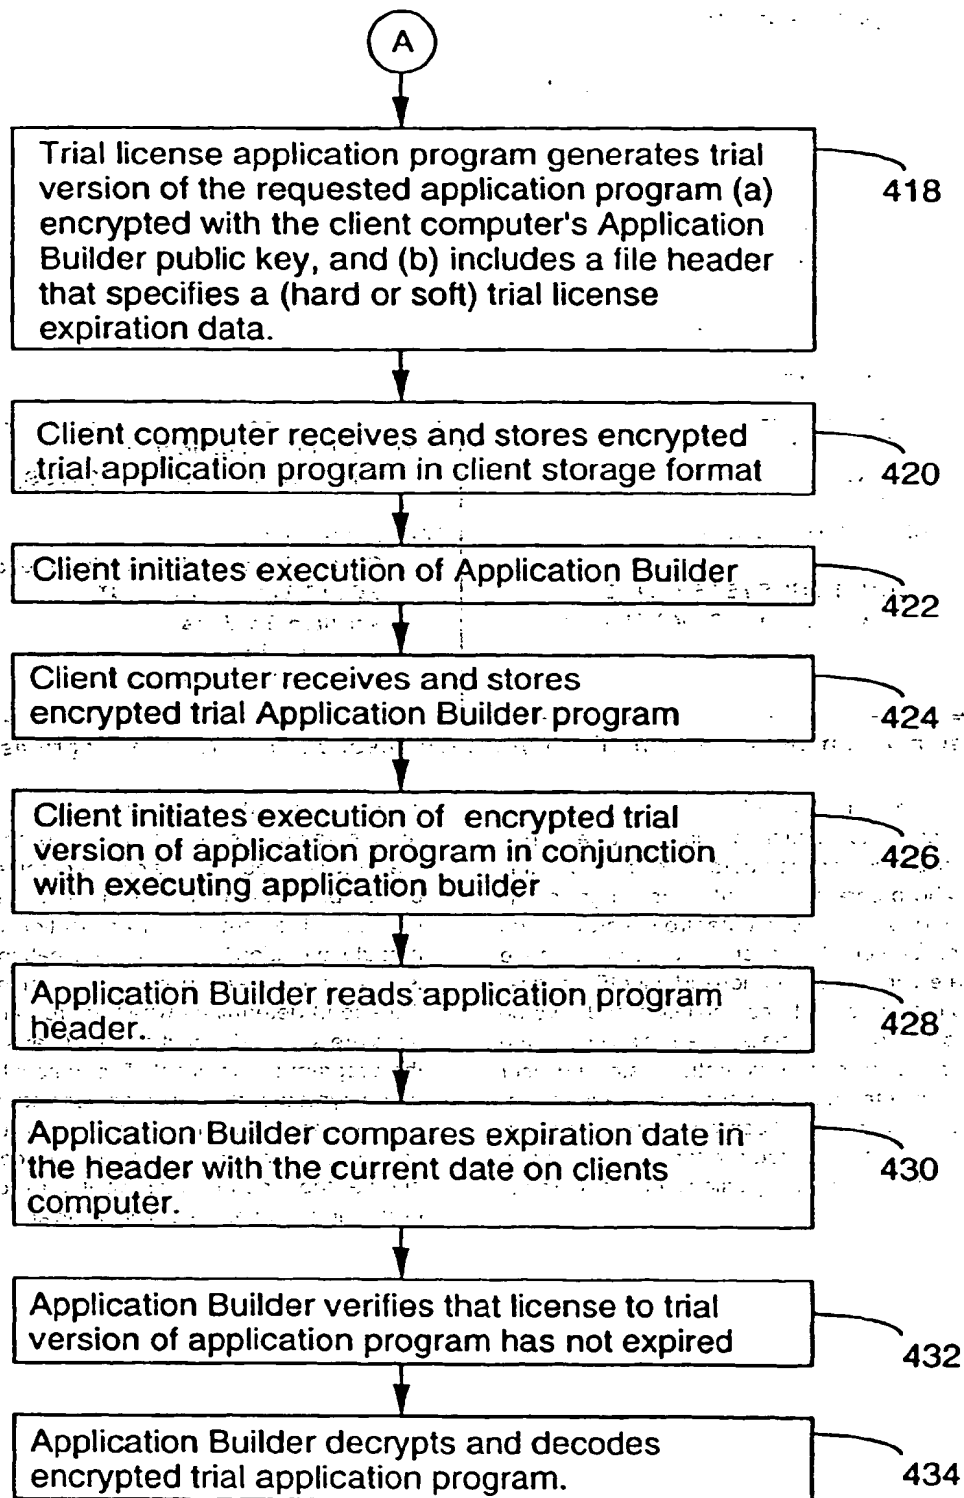 A
Trial license application program generates trial
version of the requested application program (a)
encrypted with the client computer's Application
Builder public key, and (b) includes a file header
that specifies a (hard or soft) trial license
expiration data.
418
Client computer receives and stores encrypted
trial application program in client storage format
420
Client initiates execution of Application Builder
422
Client computer receives and stores
encrypted trial Application Builder program
424
Client initiates execution of encrypted trial
version of application program in conjunction
with executing application builder
426
Application Builder reads application program
header.
428
Application Builder compares expiration date in
the header with the current date on clients
computer.
430
Application Builder verifies that license to trial
version of application program has not expired
432
Application Builder decrypts and decodes
encrypted trial application program.
434